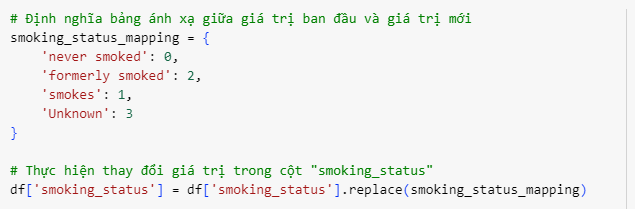 # Định nghĩa bảng ánh xạ giữa giá trị ban đầu và giá trị mới
smoking_status_mapping = {
    'never smoked': 0,
    'formerly smoked': 2,
    'smokes': 1,
    'Unknown': 3
}

# Thực hiện thay đổi giá trị trong cột "smoking_status"
df['smoking_status'] = df['smoking_status'].replace(smoking_status_mapping)